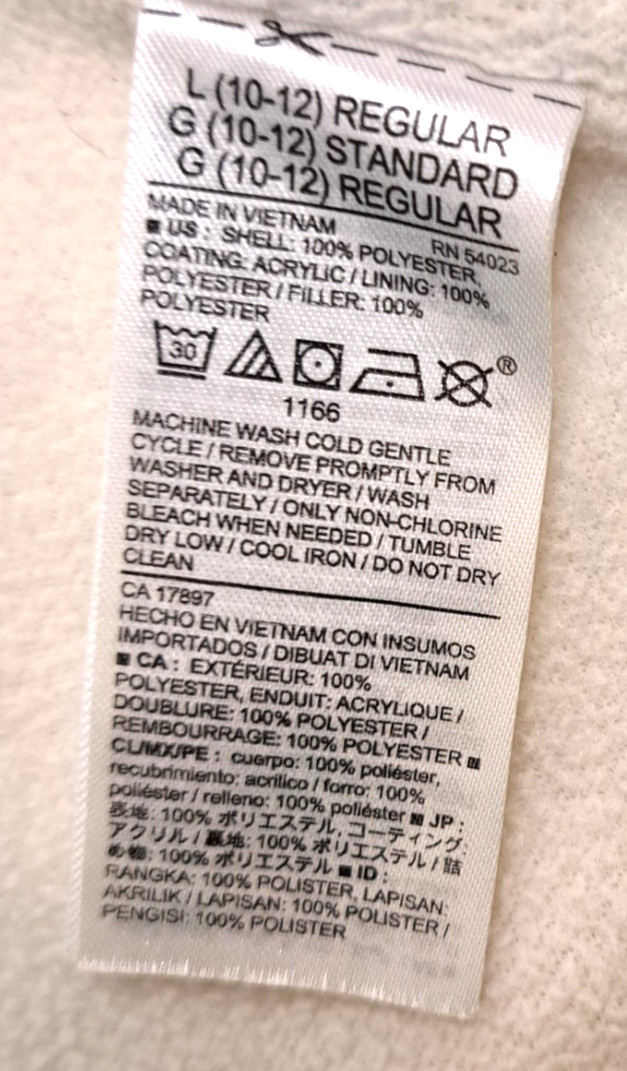 L (10-12) REGULAR
G (10-12) STANDARD
G (10-12) REGULAR
MADE IN VIETNAM
RN 54023
■ US : SHELL: 100% POLYESTER,
COATING: ACRYLIC / LINING: 100%
POLYESTER / FILLER: 100%
POLYESTER
30
®
1166
MACHINE WASH COLD GENTLE
CYCLE / REMOVE PROMPTLY FROM
WASHER AND DRYER / WASH
SEPARATELY / ONLY NON-CHLORINE
BLEACH WHEN NEEDED / TUMBLE
DRY LOW / COOL IRON / DO NOT DRY
CLEAN
CA 17897
HECHO EN VIETNAM CON INSUMOS
IMPORTADOS / DIBUAT DI VIETNAM
■ CA : EXTÉRIEUR: 100%
POLYESTER, ENDUIT: ACRYLIQUE /
DOUBLURE: 100% POLYESTER /
REMBOURRAGE: 100% POLYESTER ■
CL/MX/PE : cuerpo: 100% poliéster,
recubrimiento: acrílico / forro: 100%
poliéster / relleno: 100% poliéster ■ JP :
表地: 100% ポリエステル, コーティング:
アクリル / 裏地: 100% ポリエステル / 詰
め物: 100% ポリエステル ■ ID :
RANGKA: 100% POLISTER, LAPISAN:
AKRILIK / LAPISAN: 100% POLISTER /
PENGISI: 100% POLISTER